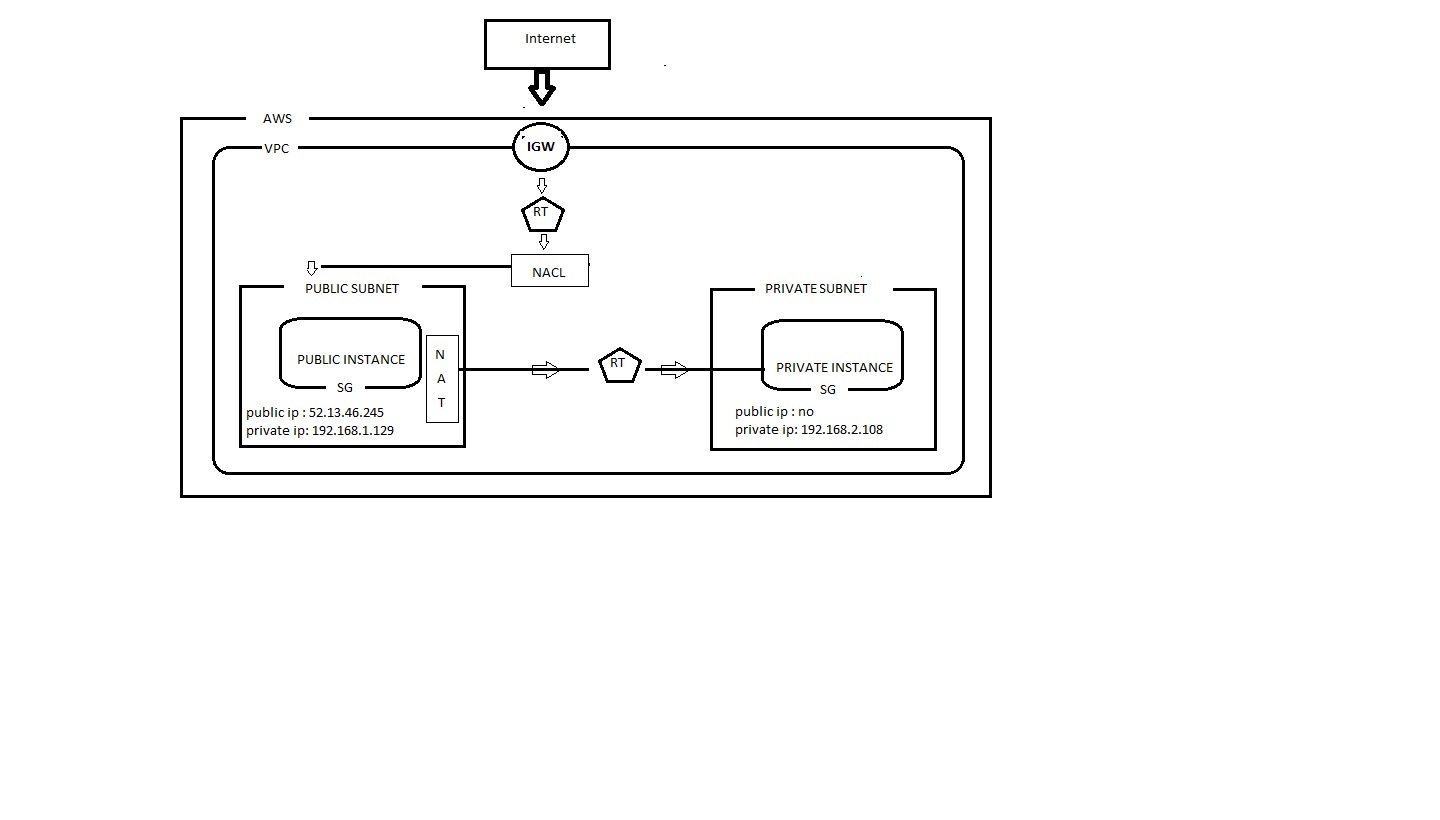 Internet
AWS
VPC
IGW
RT
NACL
PUBLIC SUBNET
PUBLIC INSTANCE
SG
N
A
T
public ip : 52.13.46.245
private ip: 192.168.1.129
RT
PRIVATE SUBNET
PRIVATE INSTANCE
SG
public ip : no
private ip: 192.168.2.108